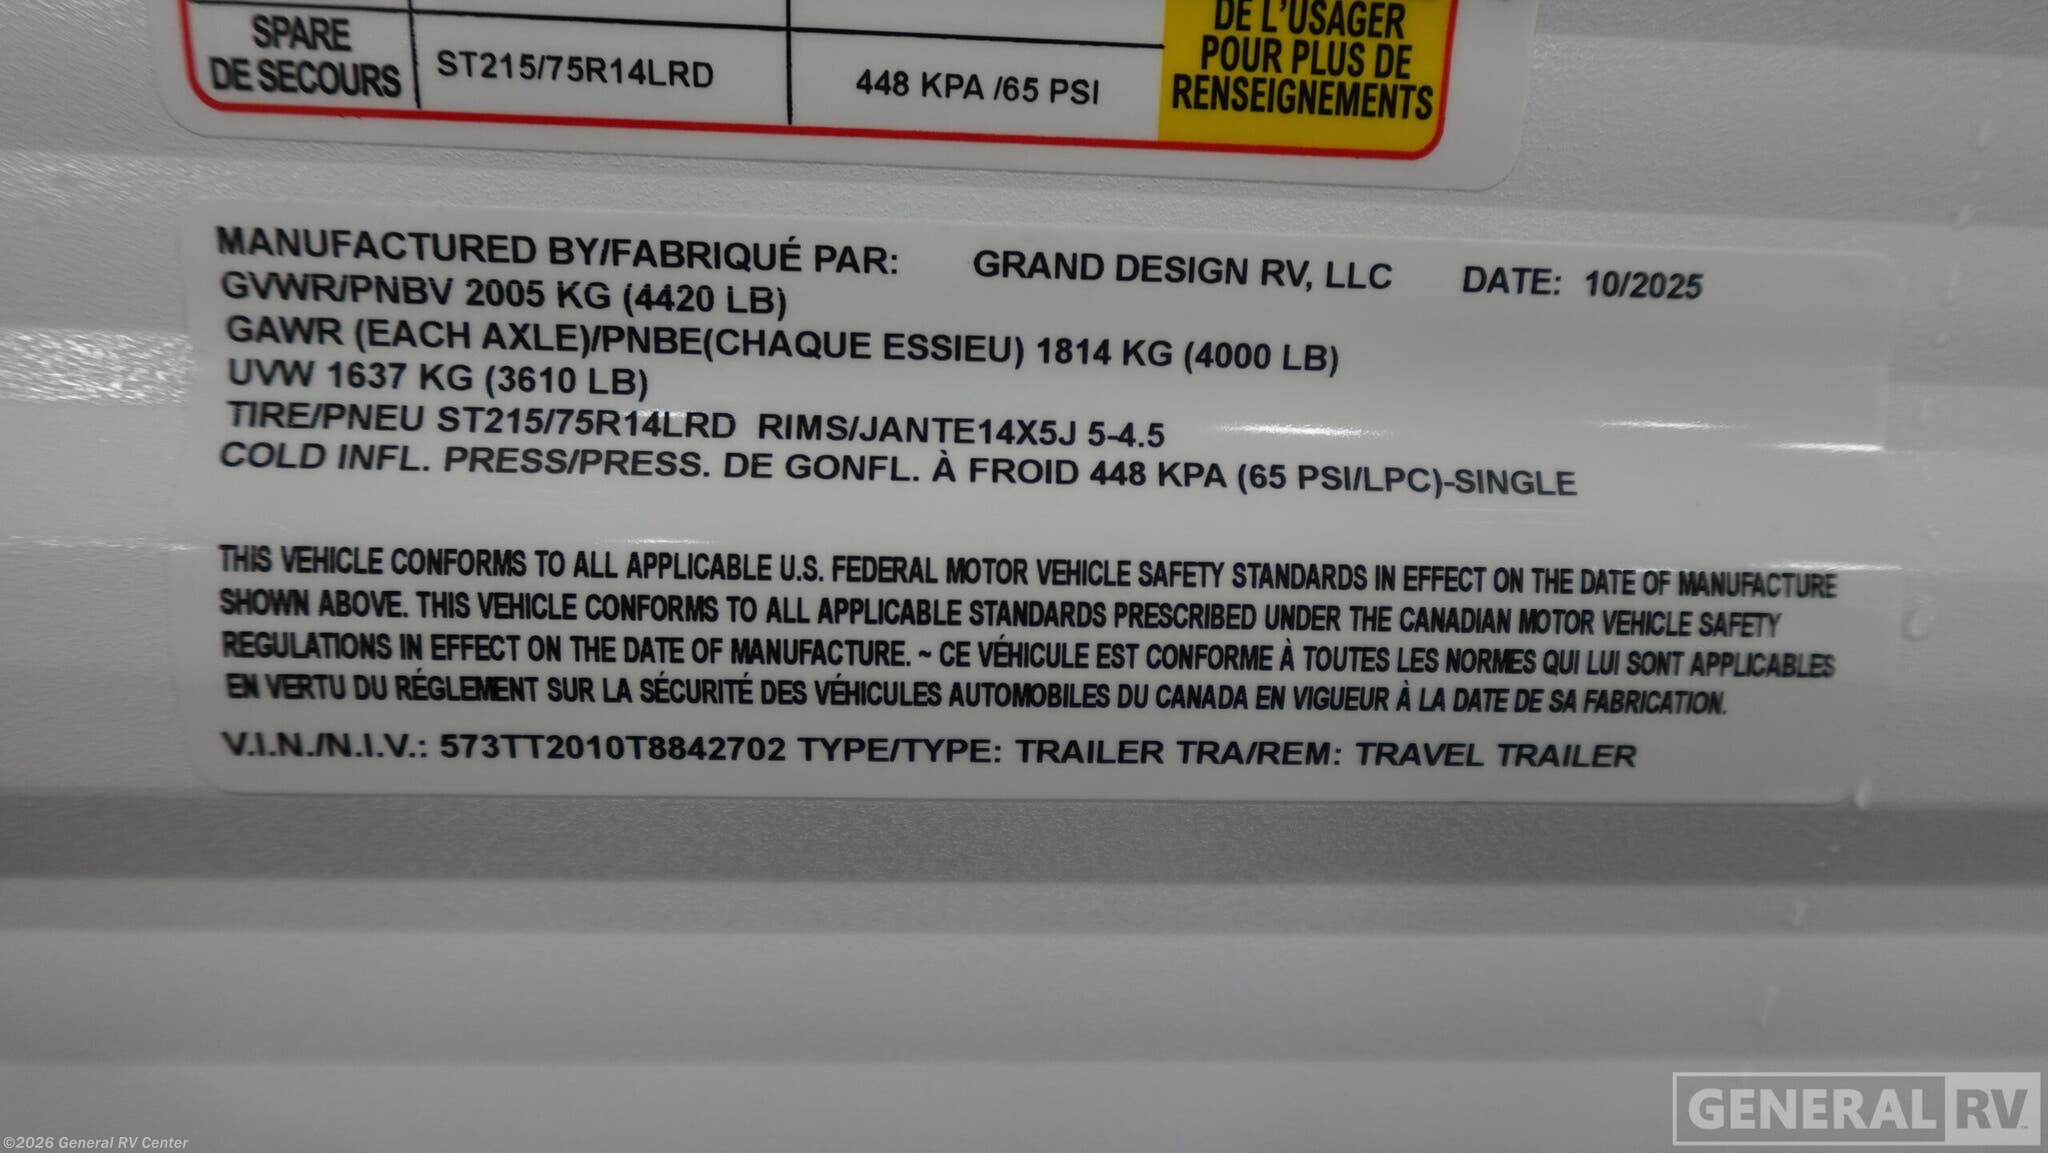 DE L'USAGER
POUR PLUS DE
RENSEIGNEMENTS
SPARE
DE SECOURS
ST215/75R14LRD
448 KPA /65 PSI
MANUFACTURED BY/FABRIQUÉ PAR: GRAND DESIGN RV, LLC DATE: 10/2025
GVWR/PNBV 2005 KG (4420 LB)
GAWR (EACH AXLE)/PNBE(CHAQUE ESSIEU) 1814 KG (4000 LB)
UVW 1637 KG (3610 LB)
TIRE/PNEU ST215/75R14LRD RIMS/JANTE14X5J 5-4.5
COLD INFL. PRESS/PRESS. DE GONFL. À FROID 448 KPA (65 PSI/LPC)-SINGLE
THIS VEHICLE CONFORMS TO ALL APPLICABLE U.S. FEDERAL MOTOR VEHICLE SAFETY STANDARDS IN EFFECT ON THE DATE OF MANUFACTURE
SHOWN ABOVE. THIS VEHICLE CONFORMS TO ALL APPLICABLE STANDARDS PRESCRIBED UNDER THE CANADIAN MOTOR VEHICLE SAFETY
REGULATIONS IN EFFECT ON THE DATE OF MANUFACTURE. ~ CE VÉHICULE EST CONFORME À TOUTES LES NORMES QUI LUI SONT APPLICABLES
EN VERTU DU RÉGLEMENT SUR LA SÉCURITÉ DES VÉHICULES AUTOMOBILES DU CANADA EN VIGUEUR À LA DATE DE SA FABRICATION.
V.I.N./N.I.V.: 573TT2010T8842702 TYPE/TYPE: TRAILER TRA/REM: TRAVEL TRAILER
GENERAL RV
©2026 General RV Center